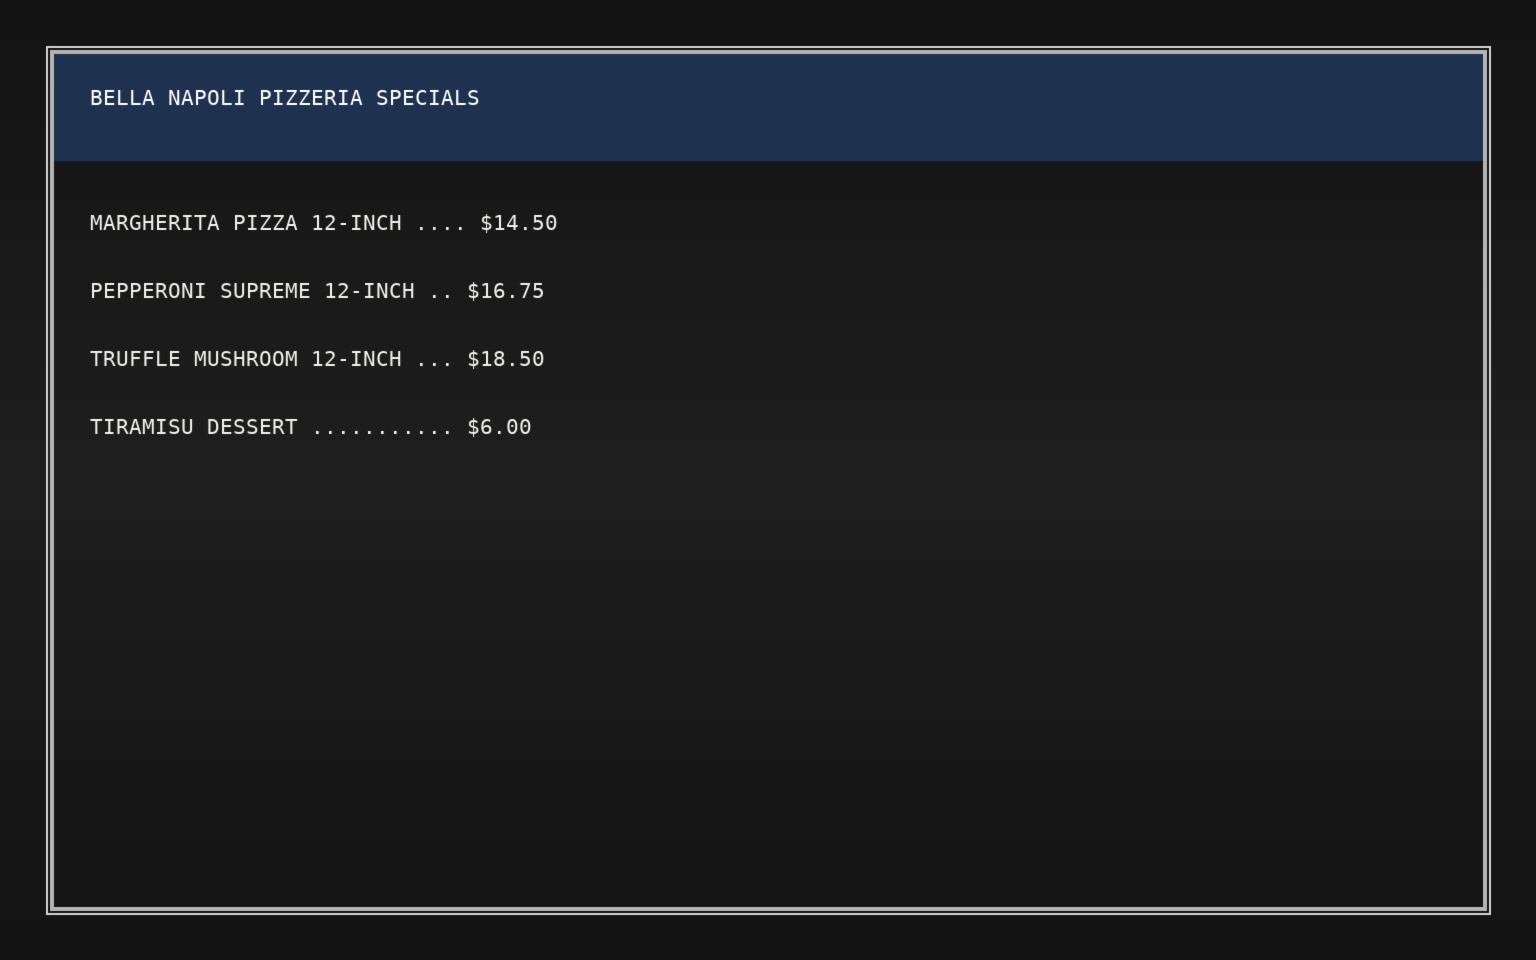 BELLA NAPOLI PIZZERIA SPECIALS
MARGHERITA PIZZA 12-INCH .... $14.50
PEPPERONI SUPREME 12-INCH .. $16.75
TRUFFLE MUSHROOM 12-INCH ... $18.50
TIRAMISU DESSERT ........... $6.00